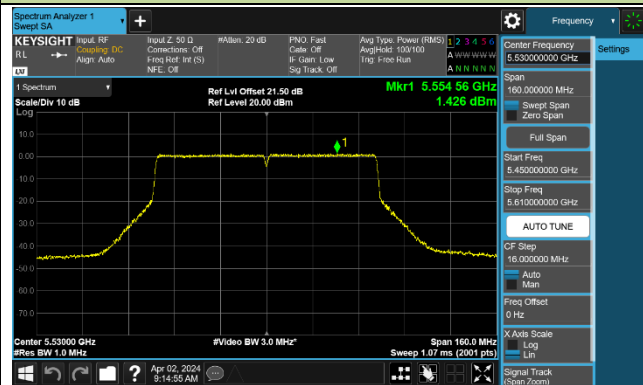 Spectrum Analyzer 1
Swept SA
+
Frequency
KEYSIGHT
RL
LXI
Input: RF
Coupling: DC
Align: Auto
Input Z: 50 Ω
Corrections: Off
Freq Ref: Int (S)
NFE: Off
#Atten: 20 dB
PNO: Fast
Gate: Off
IF Gain: Low
Sig Track: Off
Avg Type: Power (RMS)
Avg|Hold: 100/100
Trig: Free Run
1 2 3 4 5 6
A W W W W W
A N N N N N
1 Spectrum
Scale/Div 10 dB
Log
Ref Lvl Offset 21.50 dB
Ref Level 20.00 dBm
Mkr1 5.554 56 GHz
1.426 dBm
10.0
0.00
-10.0
-20.0
-30.0
-40.0
-50.0
-60.0
-70.0
1
Center 5.53000 GHz
#Res BW 1.0 MHz
#Video BW 3.0 MHz*
Span 160.0 MHz
Sweep 1.07 ms (2001 pts)
Apr 02, 2024
9:14:55 AM
?
Center Frequency
5.530000000 GHz
Settings
Span
160.000000 MHz
Swept Span
Zero Span
Full Span
Start Freq
5.450000000 GHz
Stop Freq
5.610000000 GHz
AUTO TUNE
CF Step
16.000000 MHz
Auto
Man
Freq Offset
0 Hz
X Axis Scale
Log
Lin
Signal Track
(Span Zoom)